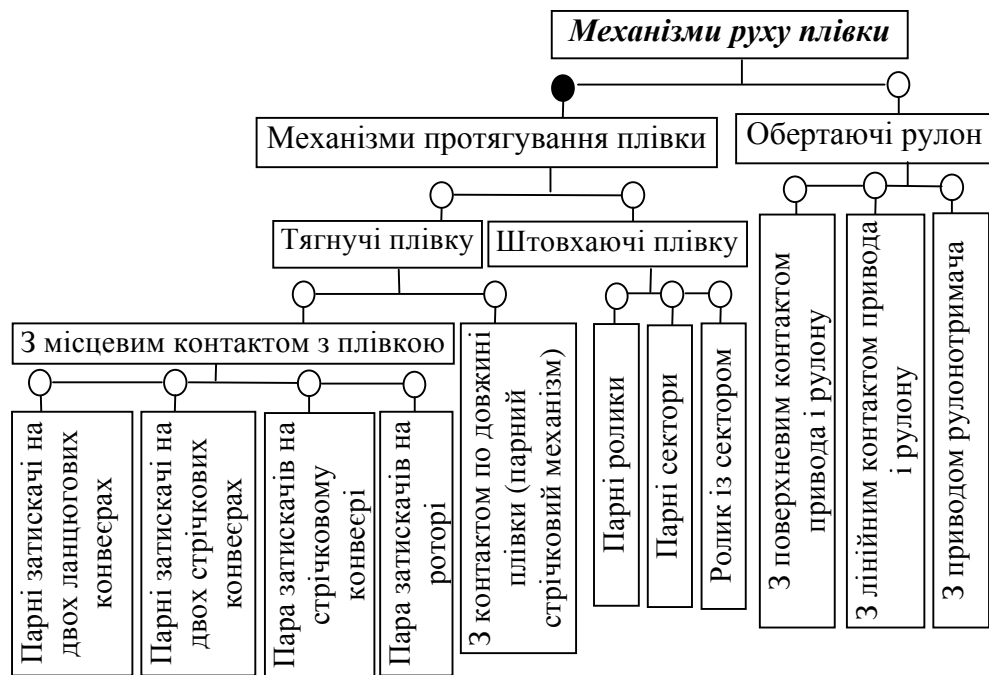 Механізми руху плівки
Механізми протягування плівки
Обертаючі рулон
Тягнучі плівку
Штовхаючі плівку
З місцевим контактом з плівкою
Парні затискачі на
двох ланцюгових
конвеєрах
Парні затискачі на
двох стрічкових
конвеєрах
Пара затискачів на
стрічковому
конвеєрі
Пара затискачів на
роторі
З контактом по довжині
плівки (парний
стрічковий механізм)
Парні ролики
Парні сектори
Ролик із сектором
З поверхневим контактом
привода і рулону
З лінійним контактом привода
і рулону
З приводом рулонотримача